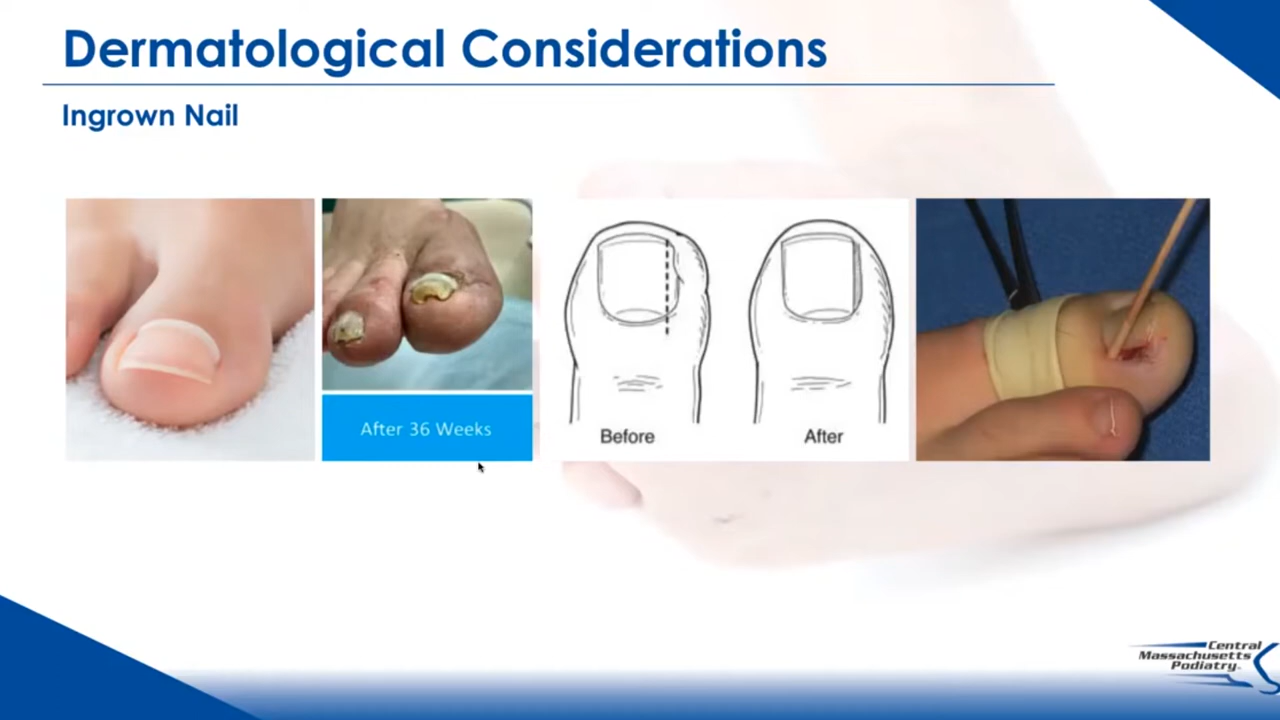 Dermatological Considerations
Ingrown Nail
After 36 Weeks
Before
After
Central
Massachusetts
Podiatry